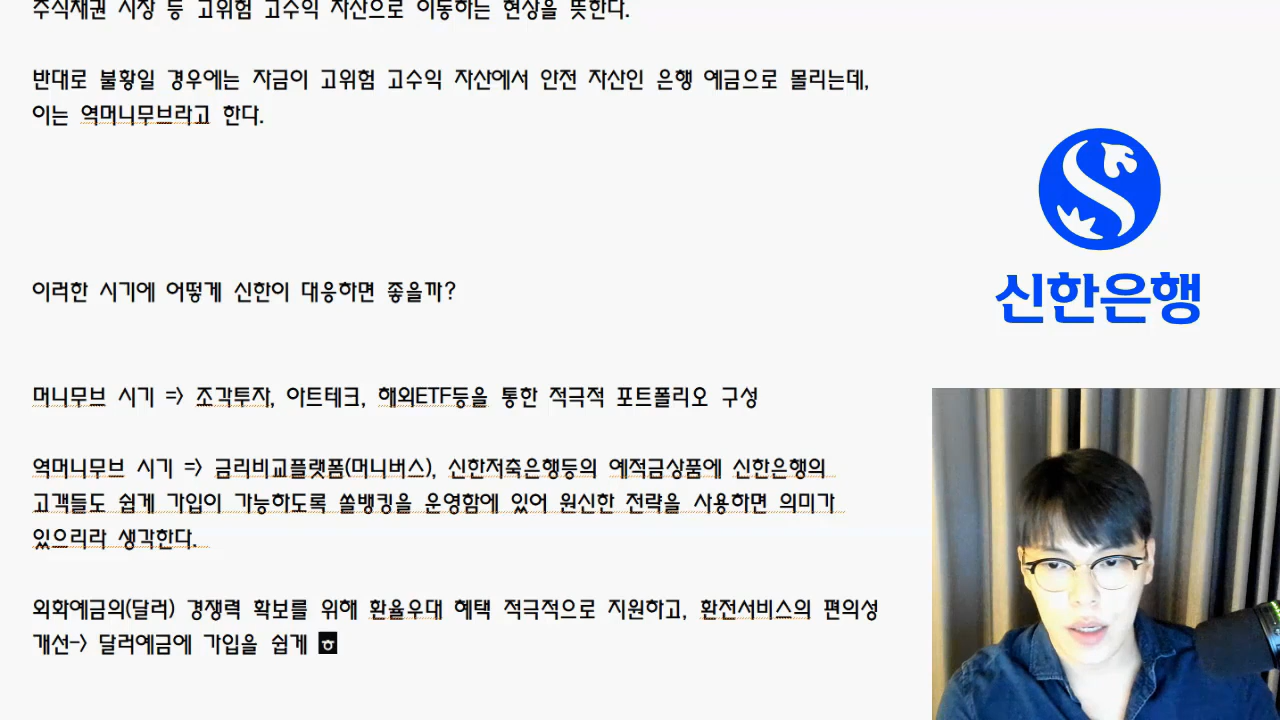 주식채권 시장 등 고위험 고수익 자산으로 이동하는 현상을 뜻한다.
반대로 불황일 경우에는 자금이 고위험 고수익 자산에서 안전 자산인 은행 예금으로 몰리는데,
이는 역머니무브라고 한다.
신한은행
이러한 시기에 어떻게 신한이 대응하면 좋을까?
머니무브 시기 => 조각투자, 아트테크, 해외ETF등을 통한 적극적 포트폴리오 구성
역머니무브 시기 => 금리비교플랫폼(머니버스), 신한저축은행등의 예적금상품에 신한은행의
고객들도 쉽게 가입이 가능하도록 쏠뱅킹을 운영함에 있어 원신한 전략을 사용하면 의미가
있으리라 생각한다.
외화예금의(달러) 경쟁력 확보를 위해 환율우대 혜택 적극적으로 지원하고, 환전서비스의 편의성
개선-> 달러예금에 가입을 쉽게 ㅎ